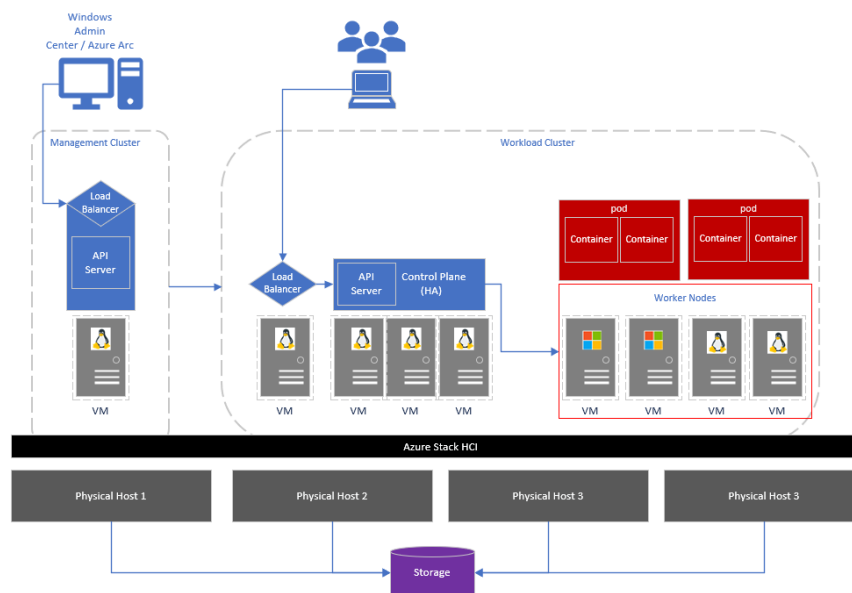 Windows
Admin
Center / Azure Arc
Management Cluster
Load
Balancer
API
Server
VM
Workload Cluster
Load
Balancer
API
Server
Control Plane
(HA)
VM
VM
VM
VM
pod
Container
Container
pod
Container
Container
Worker Nodes
VM
VM
VM
VM
Azure Stack HCI
Physical Host 1
Physical Host 2
Physical Host 3
Physical Host 3
Storage